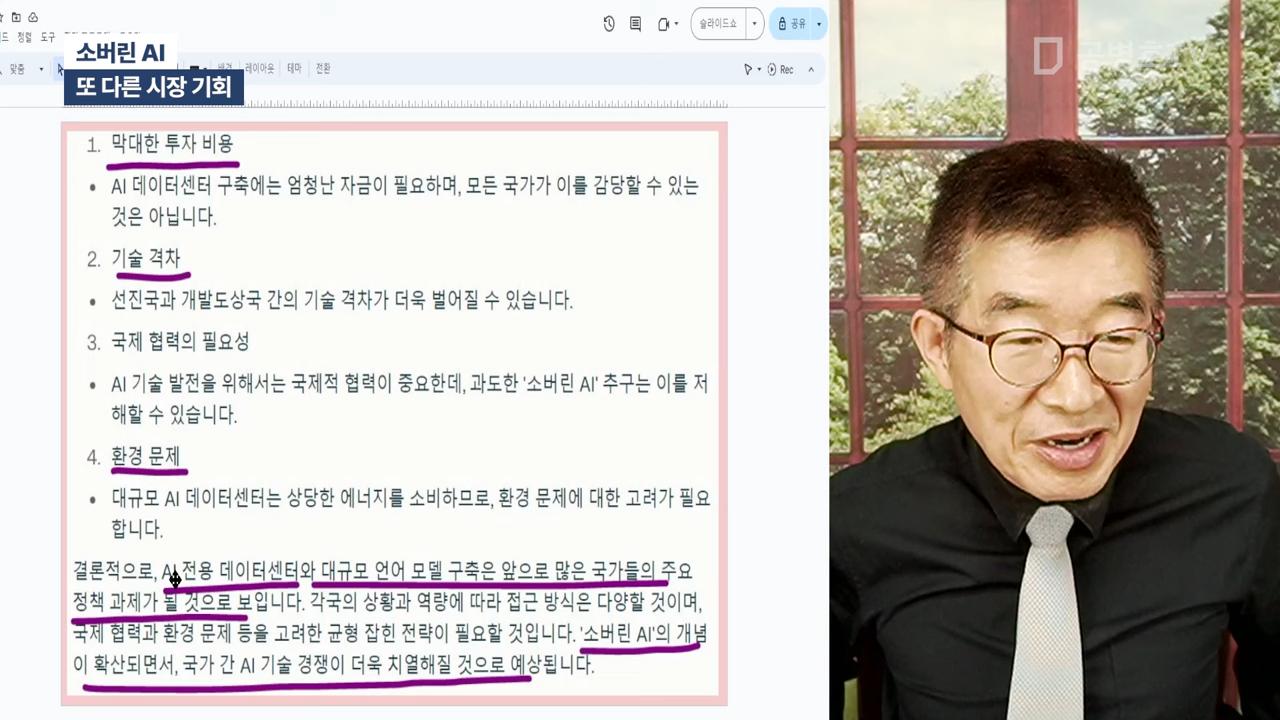 슬라이드쇼
공유
정렬
도구
소버린 AI
맞춤
배경
레이아웃
테마
전환
Rec
또 다른 시장 기회
1. 막대한 투자 비용
• AI 데이터센터 구축에는 엄청난 자금이 필요하며, 모든 국가가 이를 감당할 수 있는
것은 아닙니다.
2. 기술 격차
• 선진국과 개발도상국 간의 기술 격차가 더욱 벌어질 수 있습니다.
3. 국제 협력의 필요성
• AI 기술 발전을 위해서는 국제적 협력이 중요한데, 과도한 '소버린 AI' 추구는 이를 저
해할 수 있습니다.
4. 환경 문제
• 대규모 AI 데이터센터는 상당한 에너지를 소비하므로, 환경 문제에 대한 고려가 필요
합니다.
결론적으로, AI 전용 데이터센터와 대규모 언어 모델 구축은 앞으로 많은 국가들의 주요
정책 과제가 될 것으로 보입니다. 각국의 상황과 역량에 따라 접근 방식은 다양할 것이며,
국제 협력과 환경 문제 등을 고려한 균형 잡힌 전략이 필요할 것입니다. '소버린 AI'의 개념
이 확산되면서, 국가 간 AI 기술 경쟁이 더욱 치열해질 것으로 예상됩니다.